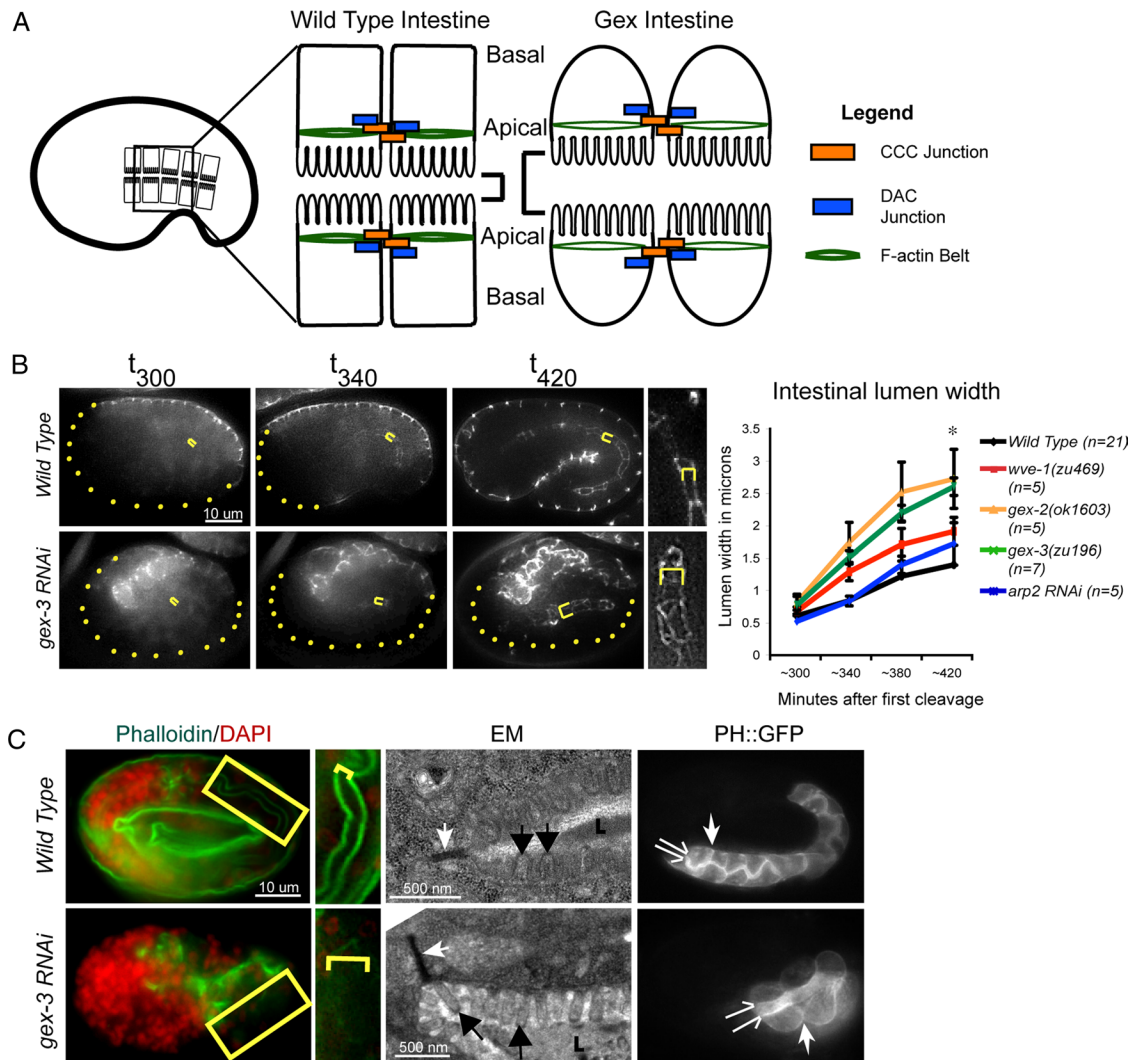 A
Wild Type Intestine
Gex Intestine
Basal
Apical
Apical
Basal
Legend
CCC Junction
DAC
Junction
F-actin Belt
B
t300
t340
t420
Wild Type
10 um
gex-3 RNAi
Intestinal lumen width
Lumen width in microns
3.5
3
2.5
2
1.5
1
0.5
0
*
~300
~340
~380
~420
Minutes after first cleavage
Wild Type (n=21)
wve-1(zu469)
(n=5)
gex-2(ok1603)
(n=5)
gex-3(zu196)
(n=7)
arp2 RNAi (n=5)
C
Phalloidin/DAPI
EM
PH::GFP
Wild Type
10 um
L
500 nm
gex-3 RNAi
L
500 nm